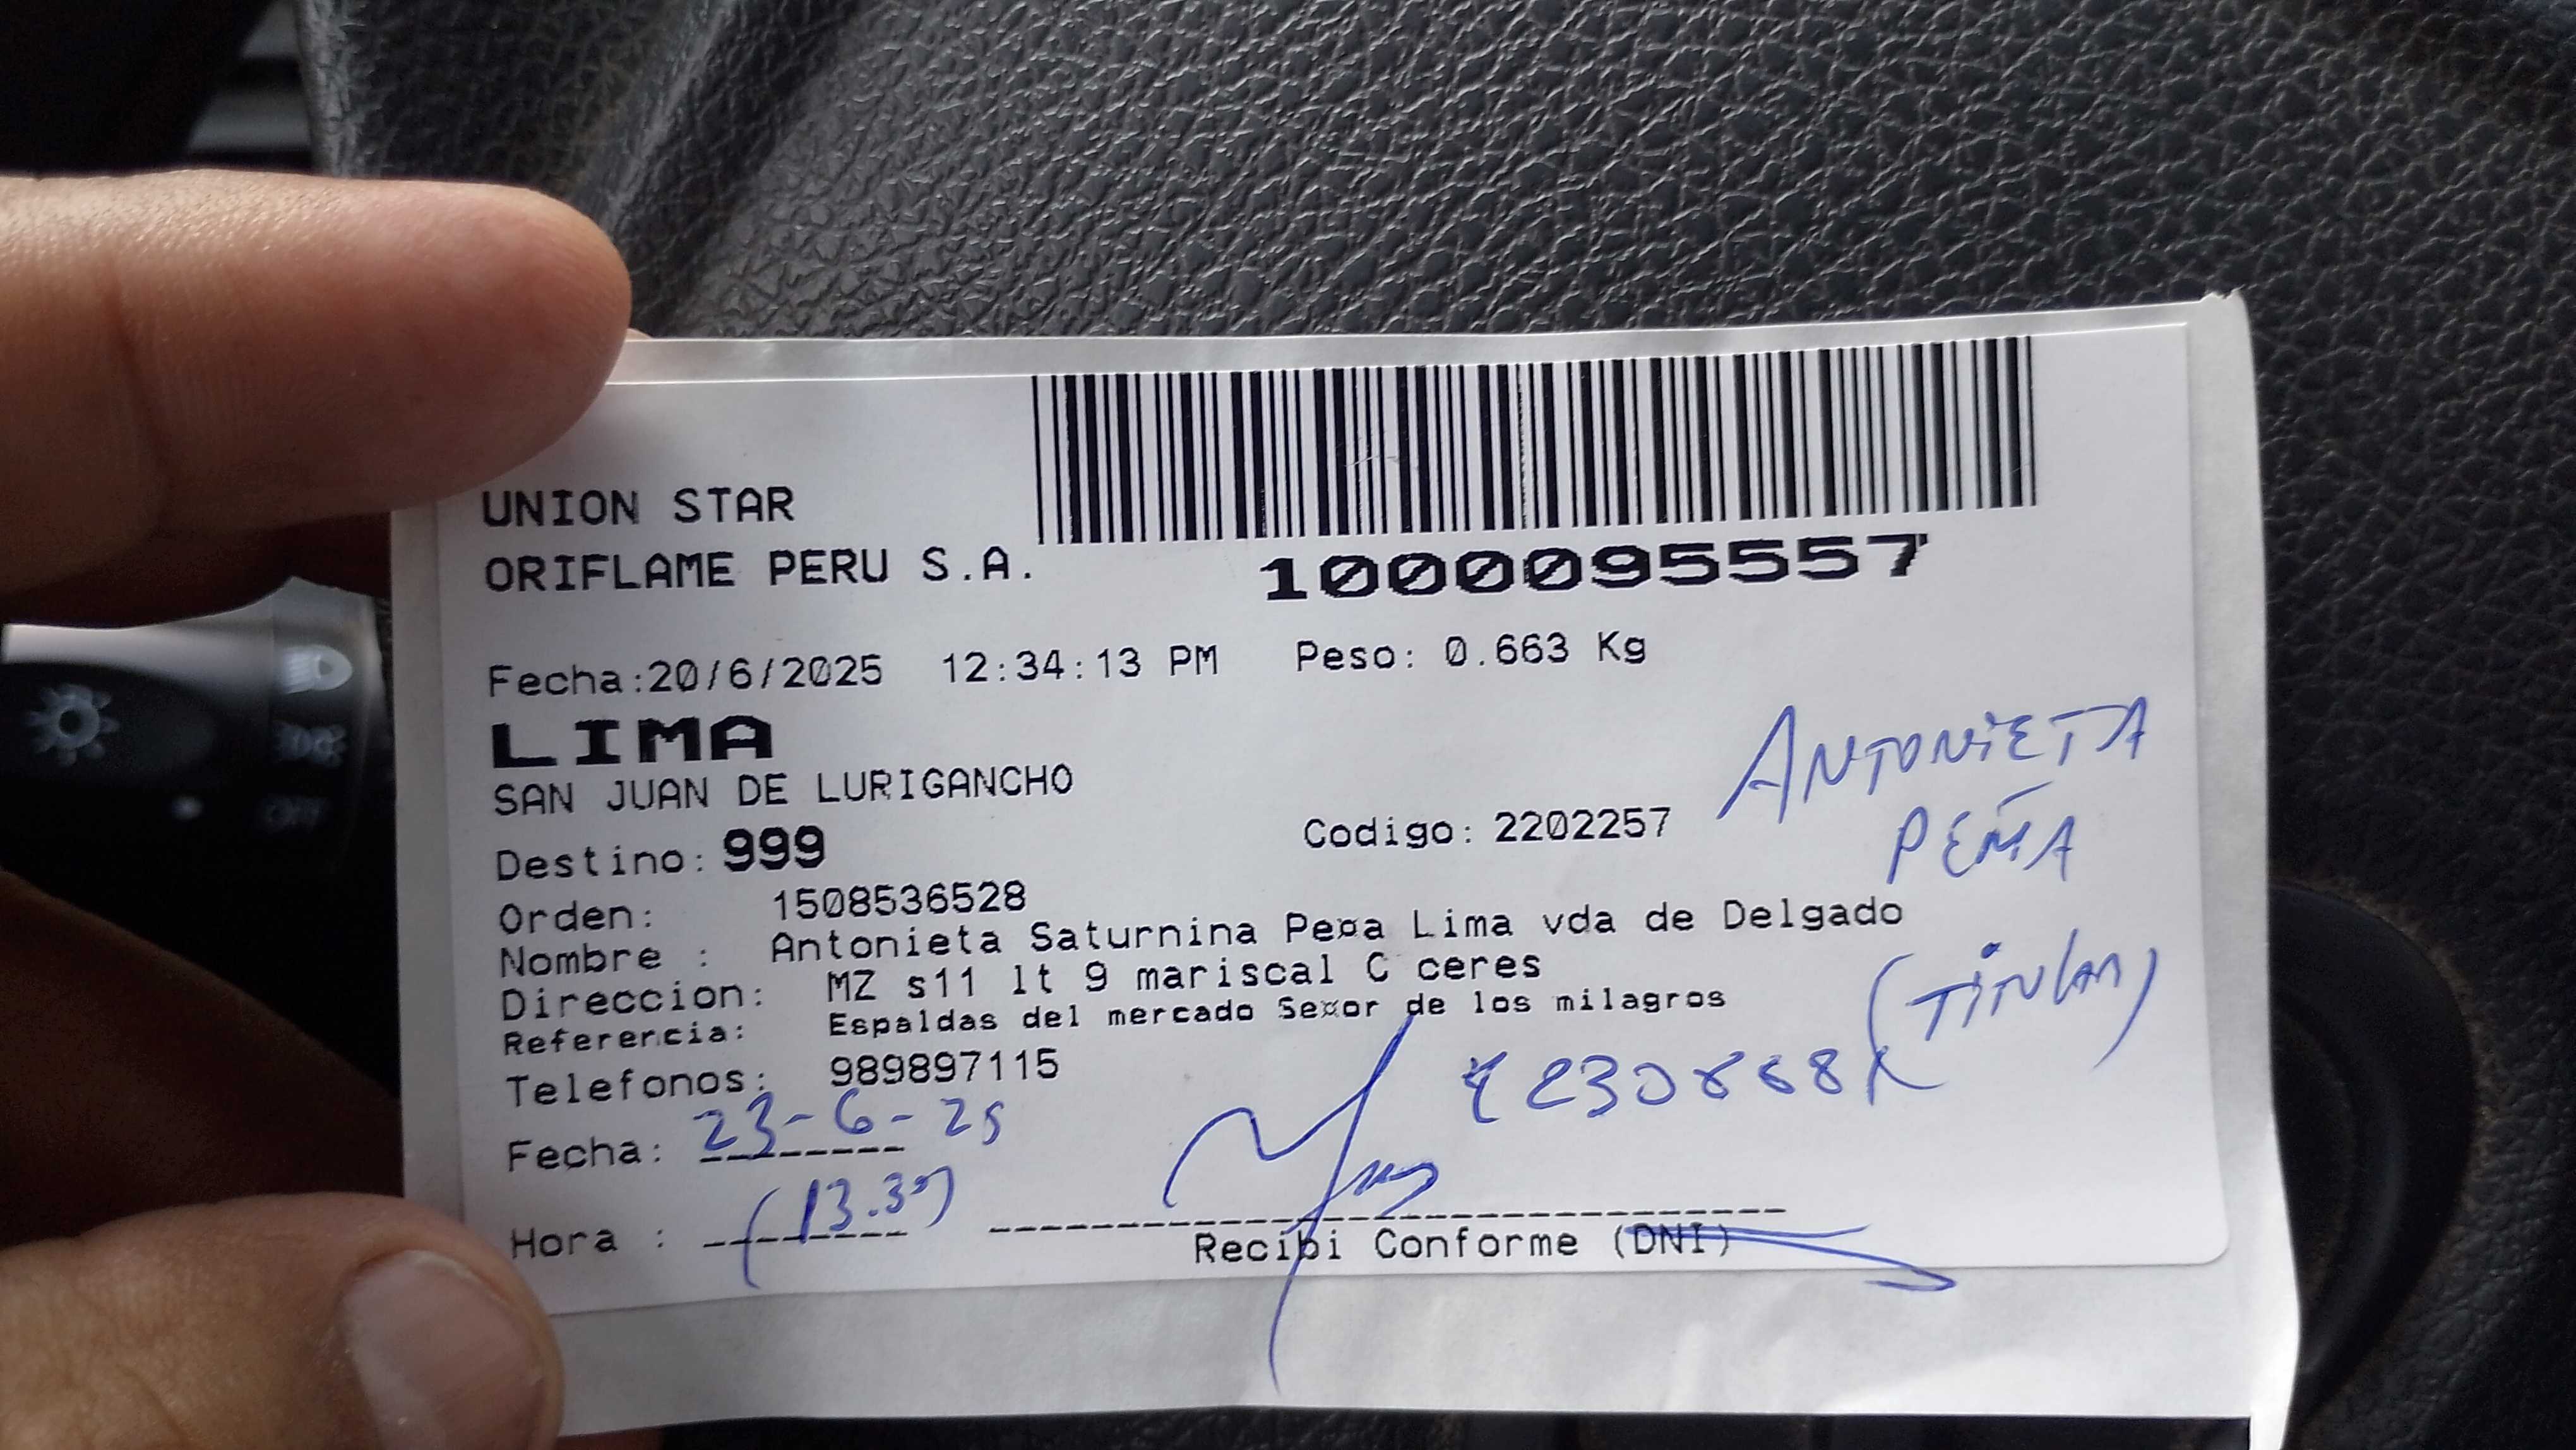 UNION STAR
ORIFLAME PERU S.A.
1000095557
Fecha:20/6/2025 12:34:13 PM Peso: 0.663 Kg
LIMA
SAN JUAN DE LURIGANCHO
Destino: 999 Codigo: 2202257
ANTONIETA
PEÑA
(TITULAR)
Orden: 1508536528
Nombre : Antonieta Saturnina Pe¤a Lima vda de Delgado
Direccion: MZ s11 lt 9 mariscal C ceres
Referencia: Espaldas del mercado Se¤or de los milagros
Telefonos: 989897115
Fecha: 23-6-25
Hora : (13.30)
Recibi Conforme (DNI)
OFF